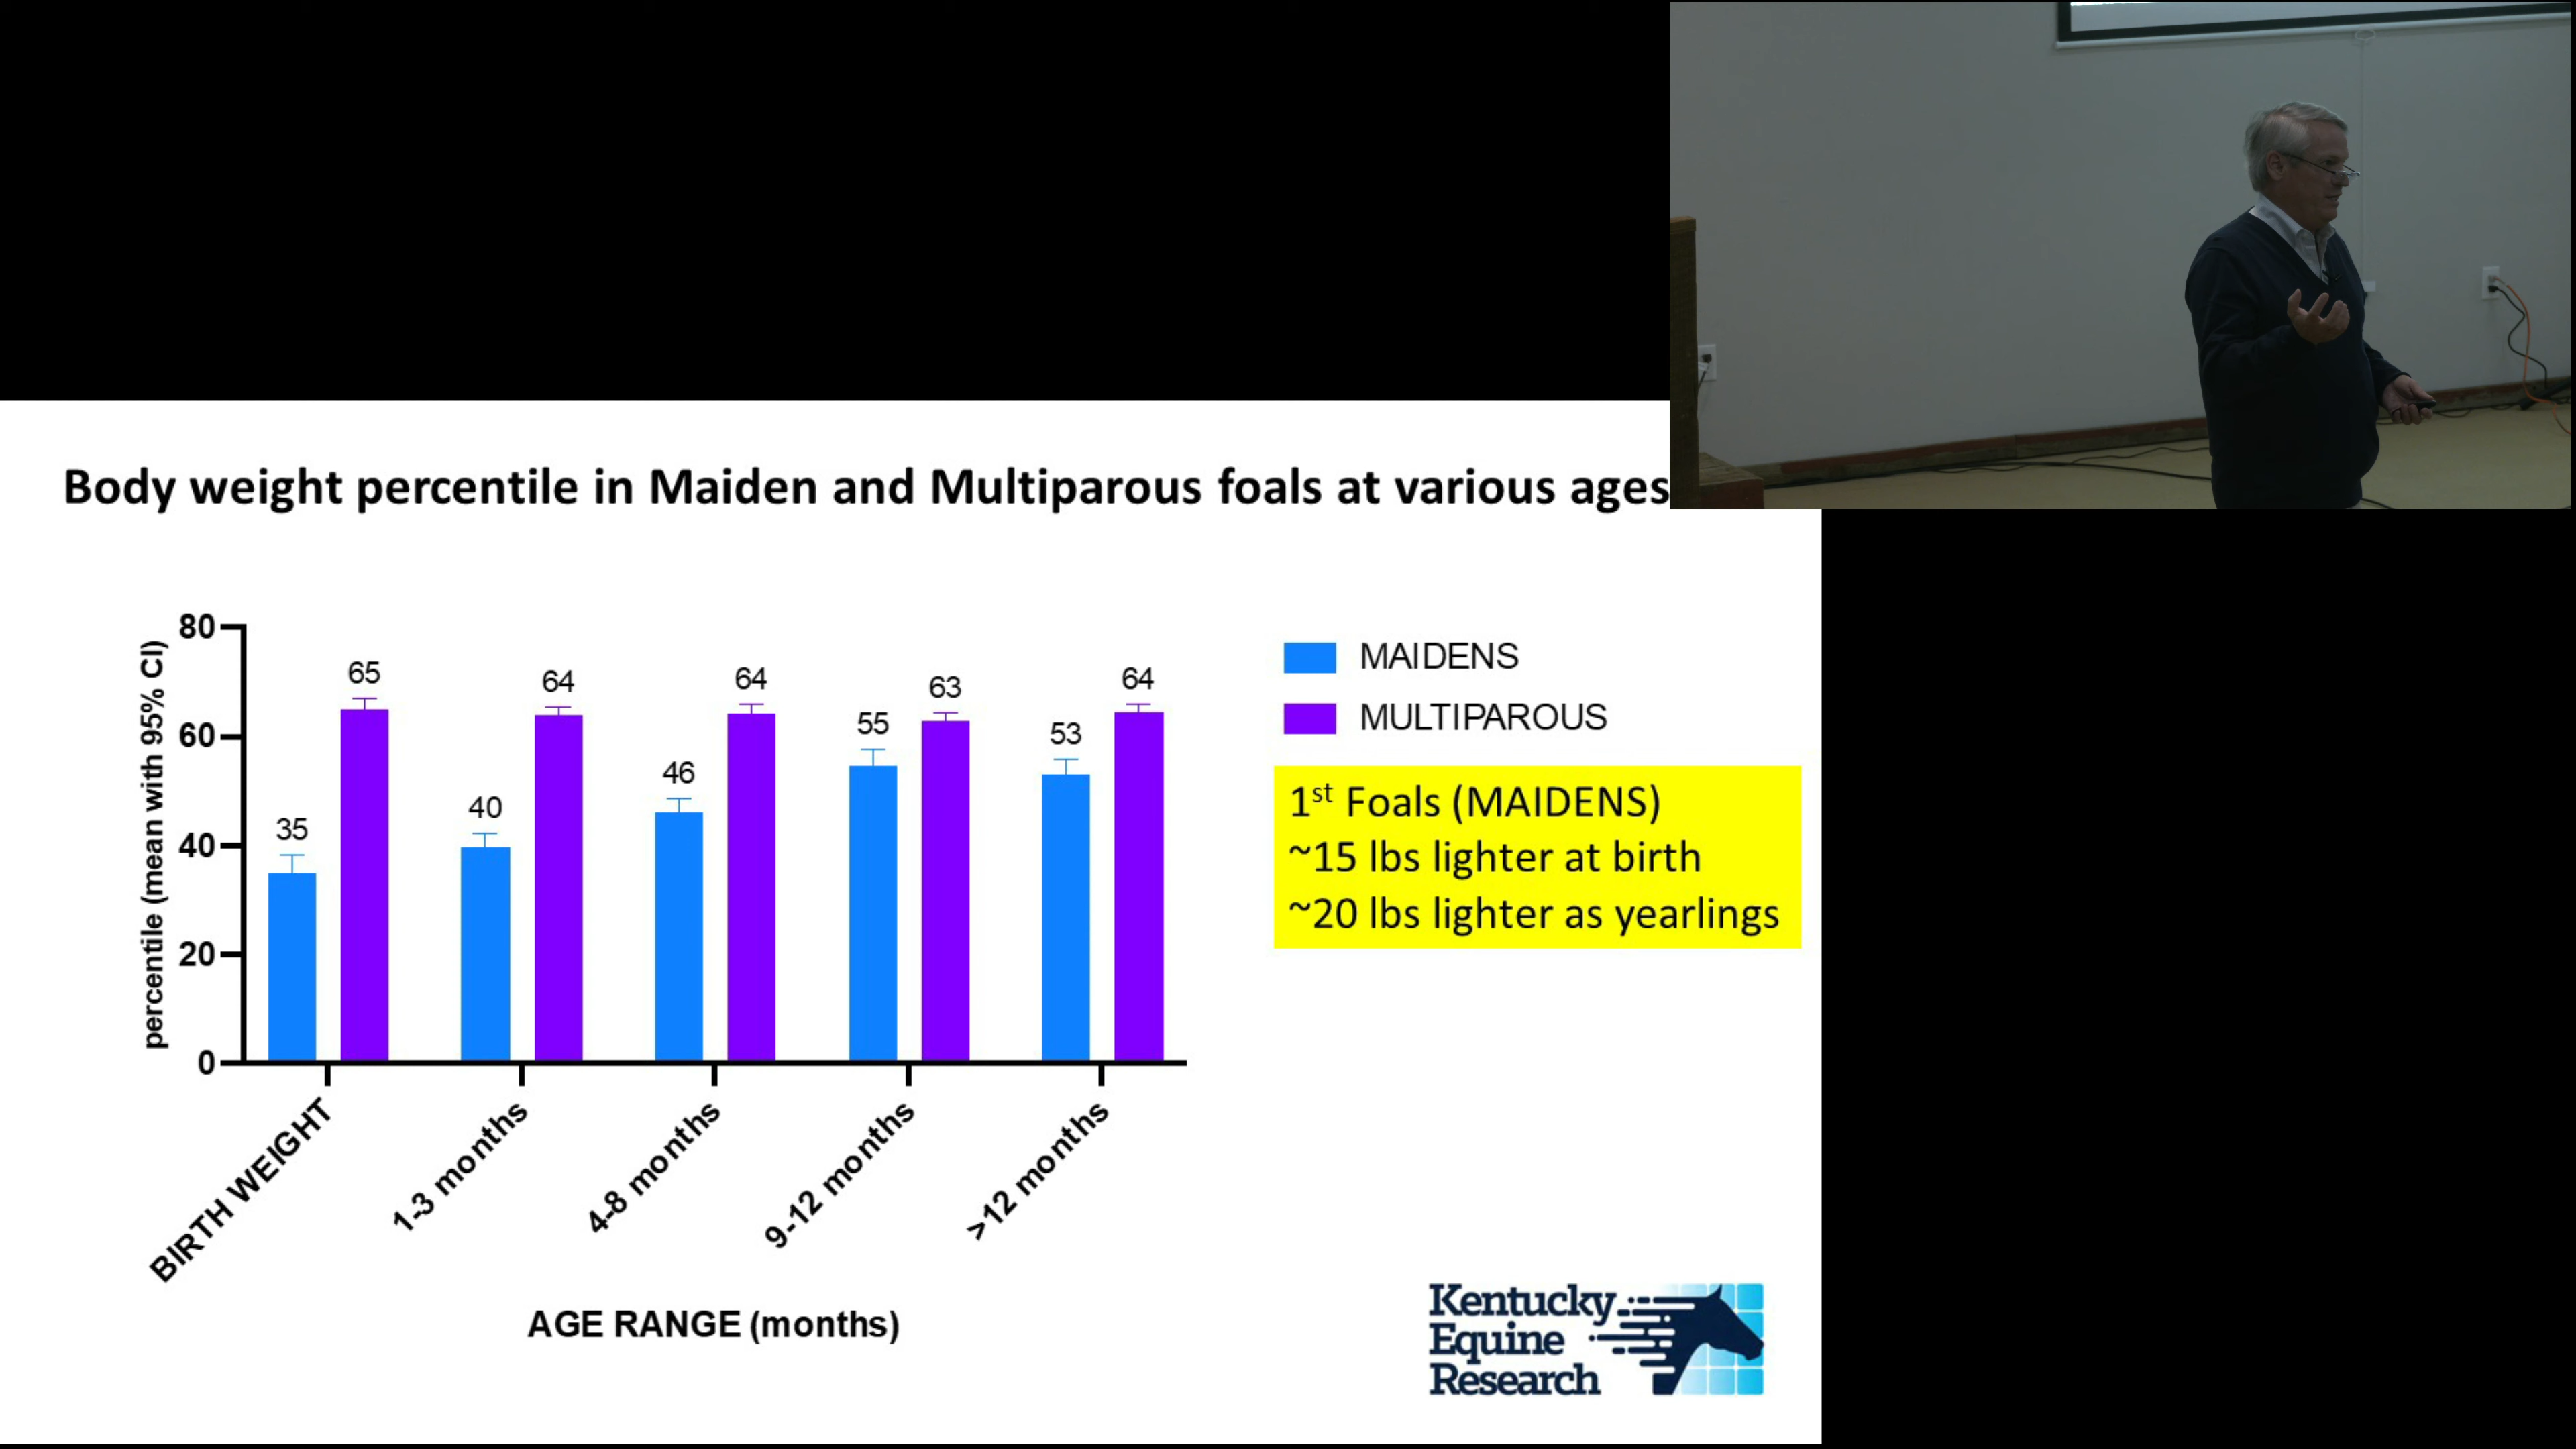 Body weight percentile in Maiden and Multiparous foals at various ages
percentile (mean with 95% CI)
80
60
40
20
0
35
65
40
64
46
64
55
63
53
64
BIRTH WEIGHT
1-3 months
4-8 months
9-12 months
>12 months
AGE RANGE (months)
MAIDENS
MULTIPAROUS
1st Foals (MAIDENS)
~15 lbs lighter at birth
~20 lbs lighter as yearlings
Kentucky
Equine
Research